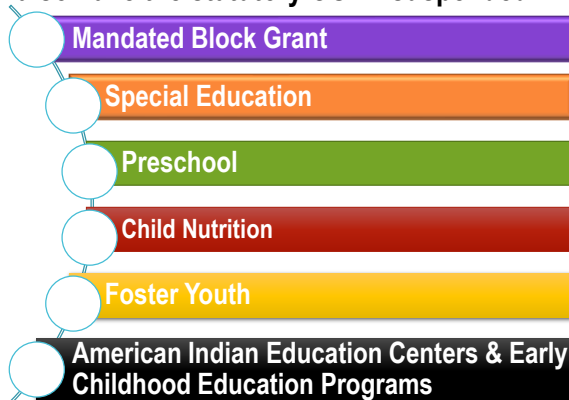 Mandated Block Grant
Special Education
Preschool
Child Nutrition
Foster Youth
American Indian Education Centers & Early
Childhood Education Programs